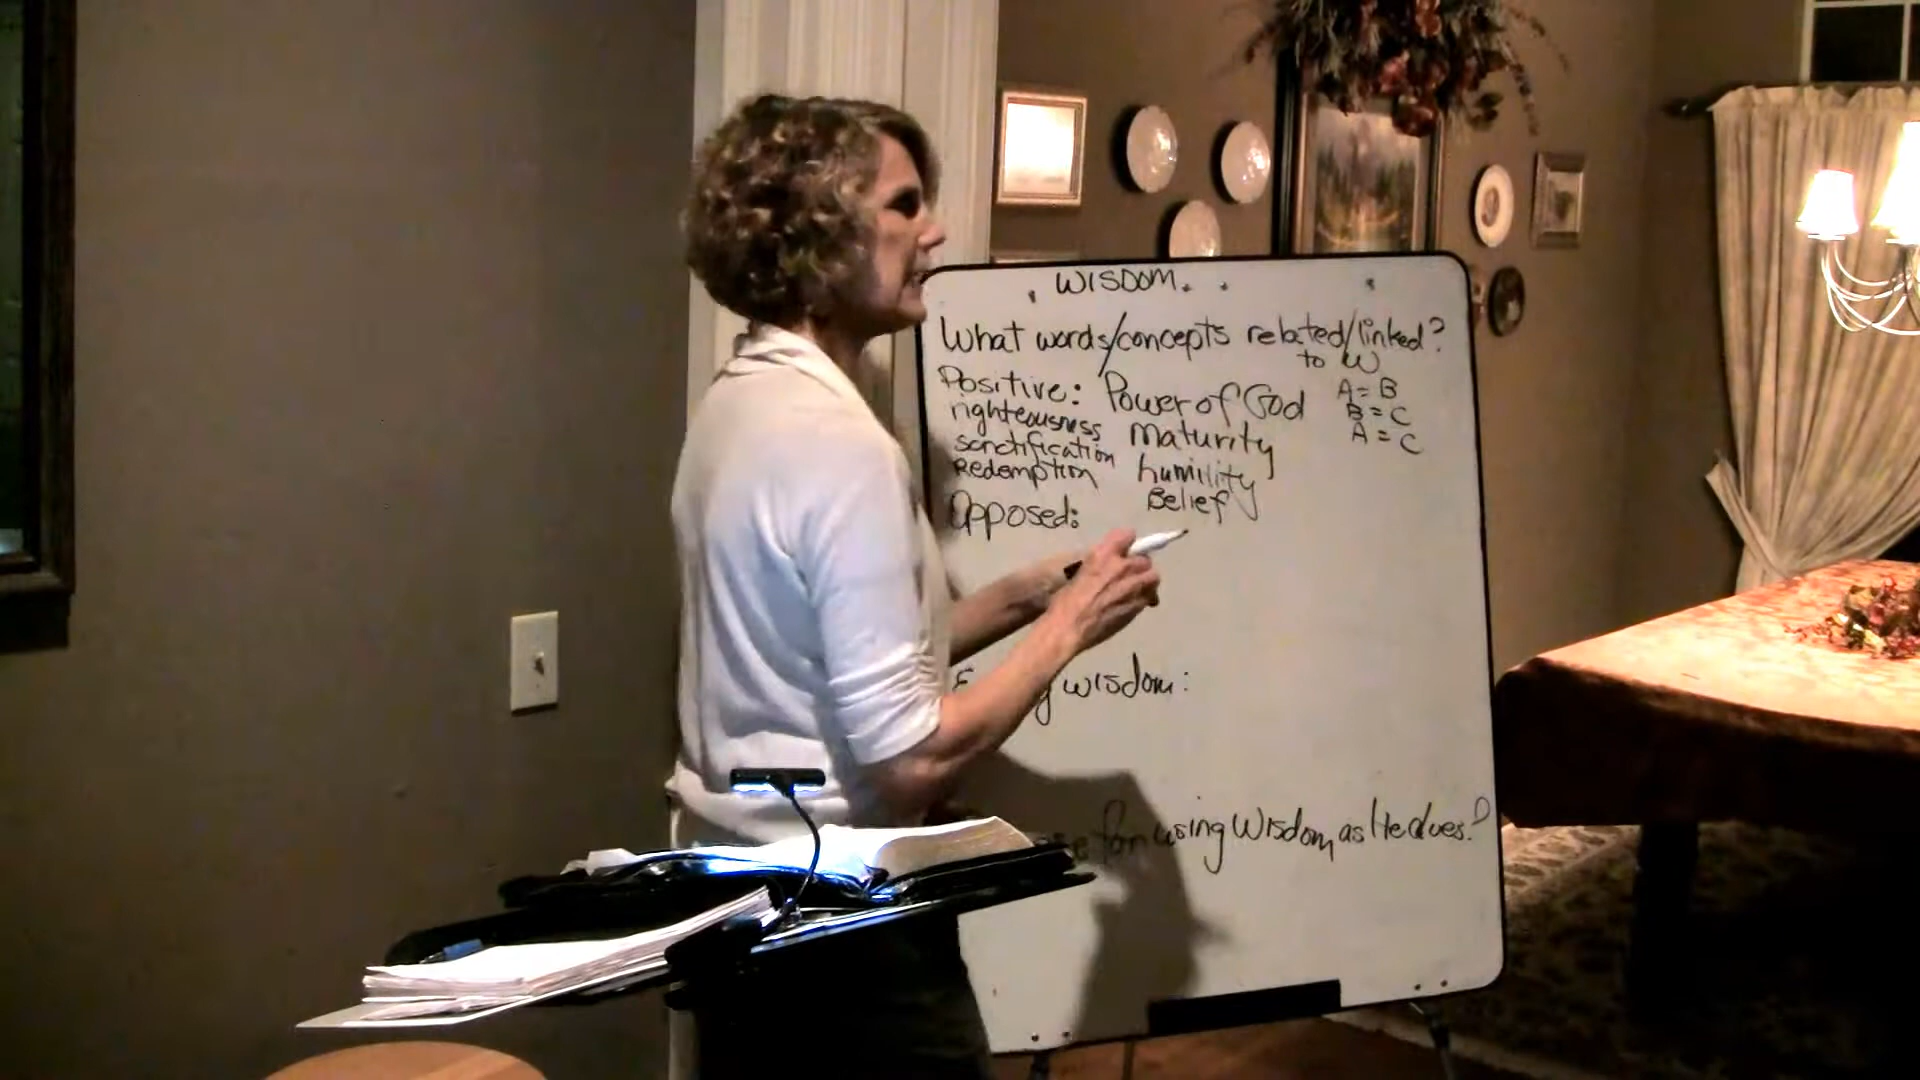 WISDOM
What words/concepts related/linked?
to W
Positive: Power of God
righteousness maturity
sanctification humility
Redemption Belief
A = B
B = C
A = C
Opposed:
wisdom:
for using Wisdom as He does?